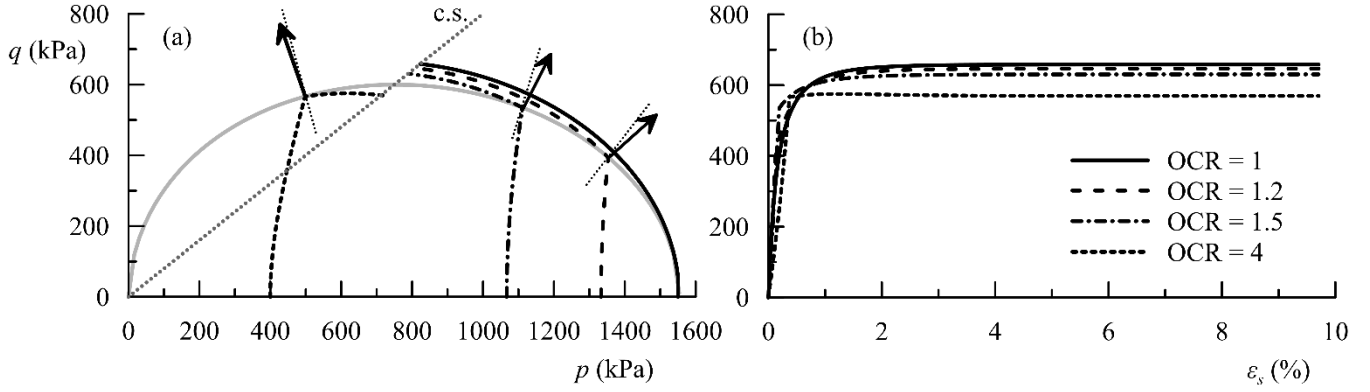 800
(a)
c.s.
q (kPa)
600
400
200
0
0 200 400 600 800 1000 1200 1400 1600
p (kPa)
800
(b)
600
400
200
0
OCR = 1
OCR = 1.2
OCR = 1.5
OCR = 4
0 2 4 6 8 10
εs (%)